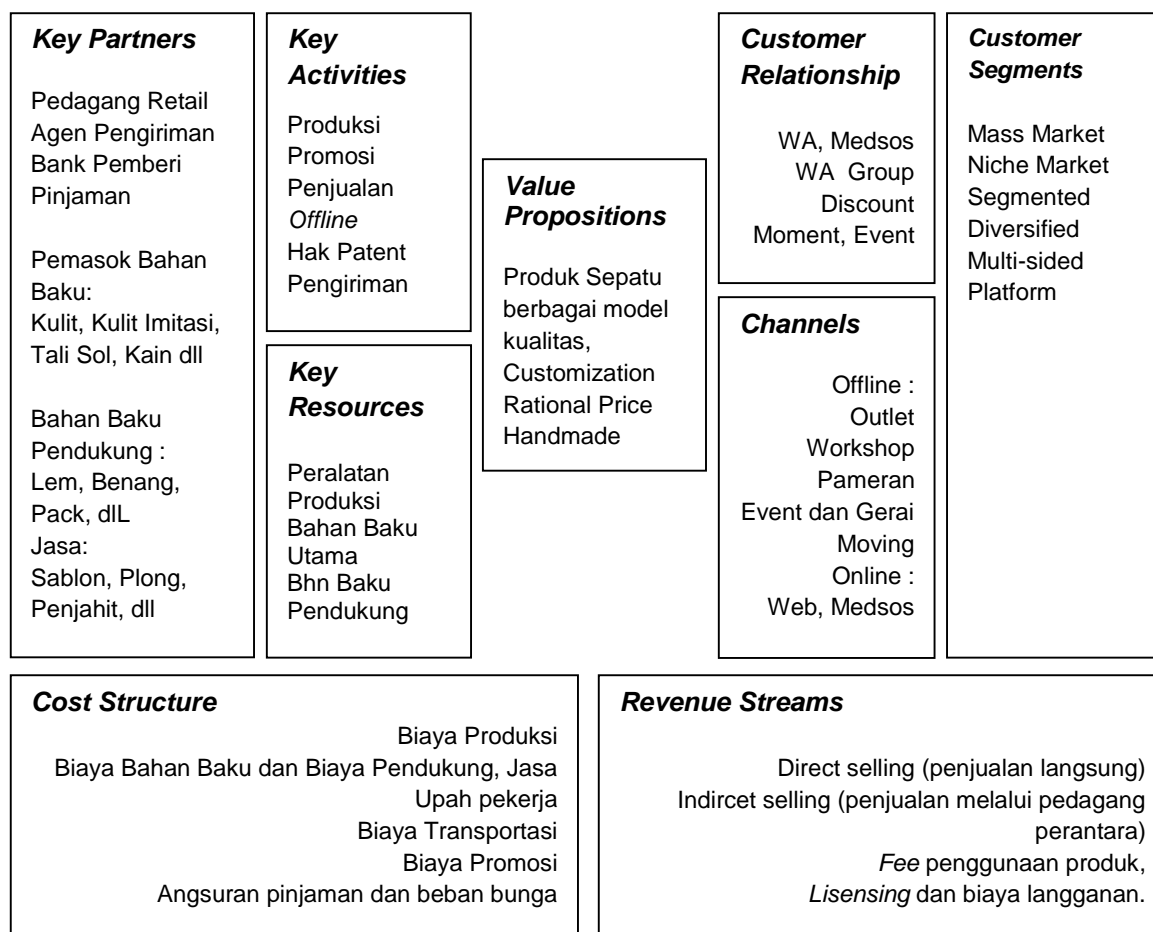 Key Partners
Pedagang Retail
Agen Pengiriman
Bank Pemberi
Pinjaman
Pemasok Bahan
Baku:
Kulit, Kulit Imitasi,
Tali Sol, Kain dll
Bahan Baku
Pendukung :
Lem, Benang,
Pack, dlL
Jasa:
Sablon, Plong,
Penjahit, dll
Key
Activities
Produksi
Promosi
Penjualan
Offline
Hak Patent
Pengiriman
Key
Resources
Peralatan
Produksi
Bahan Baku
Utama
Bhn Baku
Pendukung
Value
Propositions
Produk Sepatu
berbagai model
kualitas,
Customization
Rational Price
Handmade
Customer
Relationship
WA, Medsos
WA Group
Discount
Moment, Event
Channels
Offline :
Outlet
Workshop
Pameran
Event dan Gerai
Moving
Online :
Web, Medsos
Customer
Segments
Mass Market
Niche Market
Segmented
Diversified
Multi-sided
Platform
Cost Structure
Biaya Produksi
Biaya Bahan Baku dan Biaya Pendukung, Jasa
Upah pekerja
Biaya Transportasi
Biaya Promosi
Angsuran pinjaman dan beban bunga
Revenue Streams
Direct selling (penjualan langsung)
Indircet selling (penjualan melalui pedagang
perantara)
Fee penggunaan produk,
Lisensing dan biaya langganan.